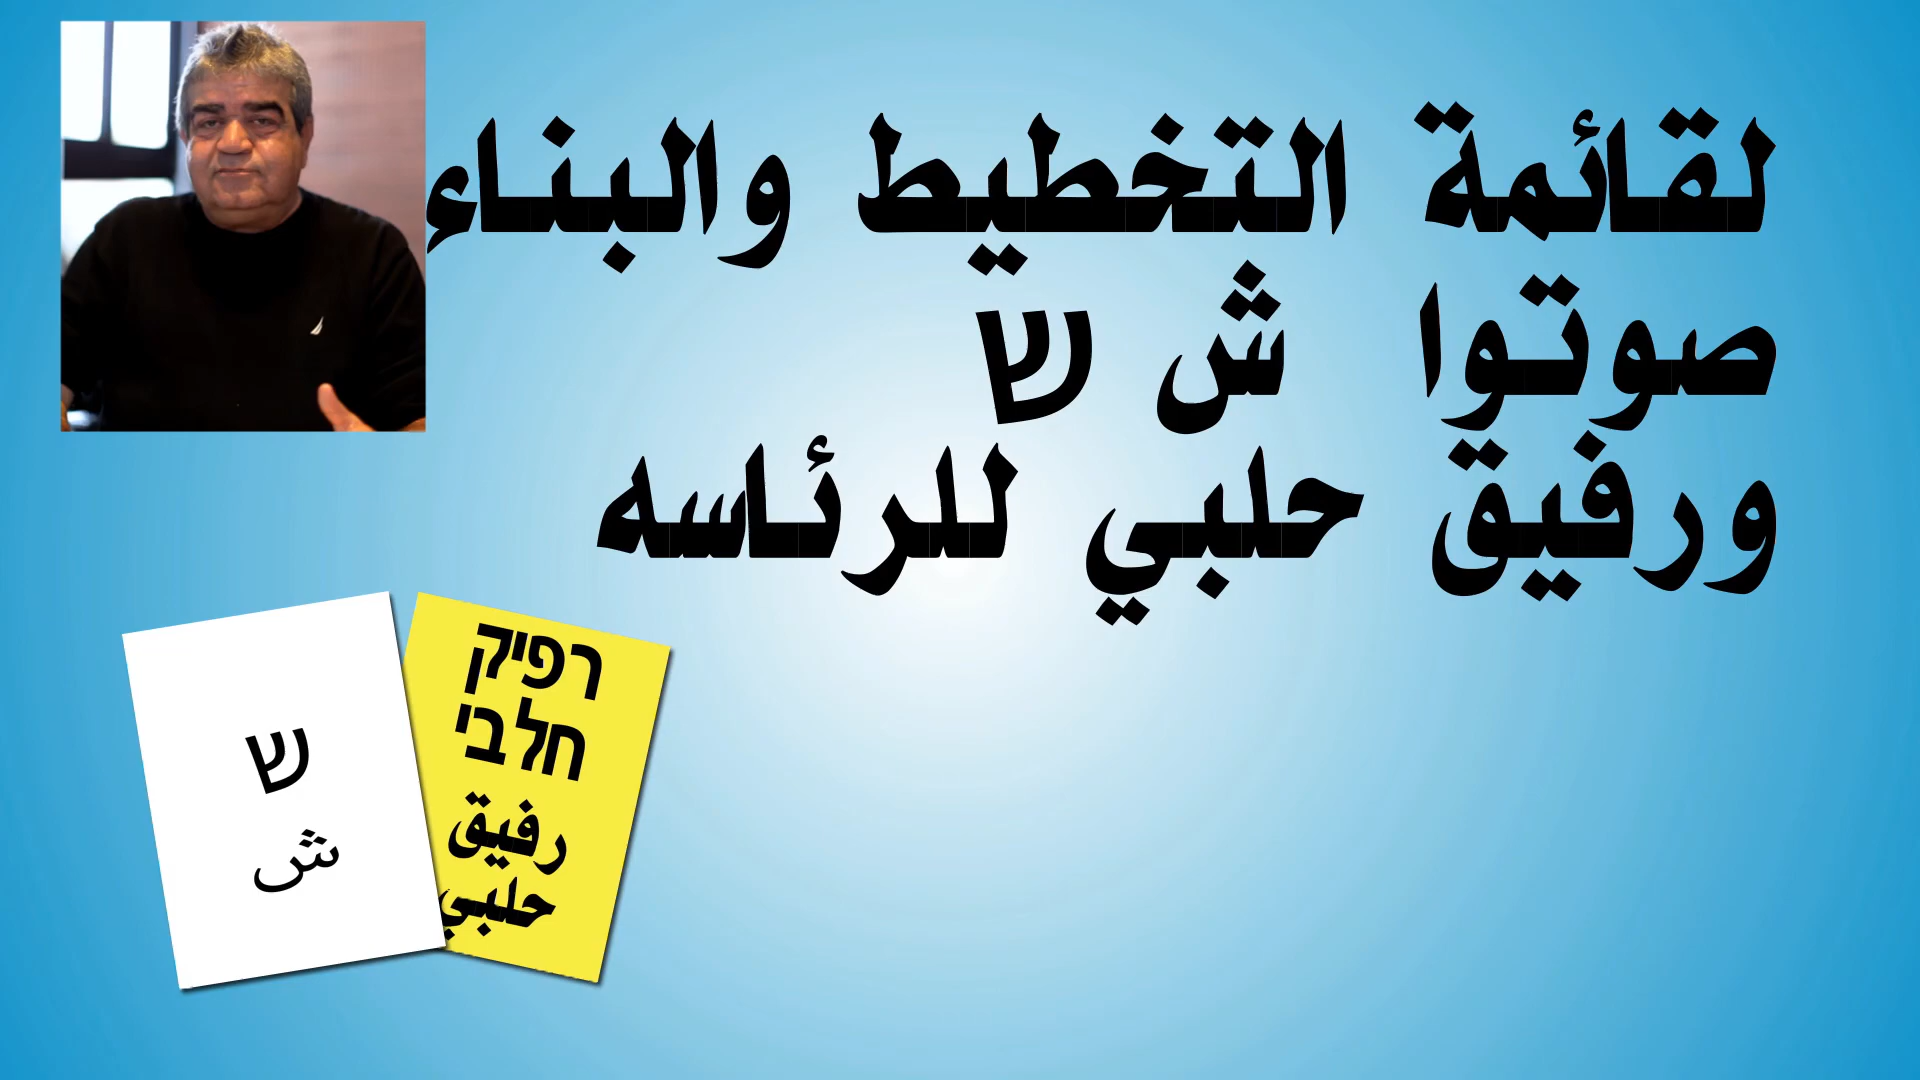 لقائمة التخطيط والبناء
صوتوا ش ש
ورفيق حلبي للرئاسه
ש
ش
רפיק
חלבי
رفيق
حلبي